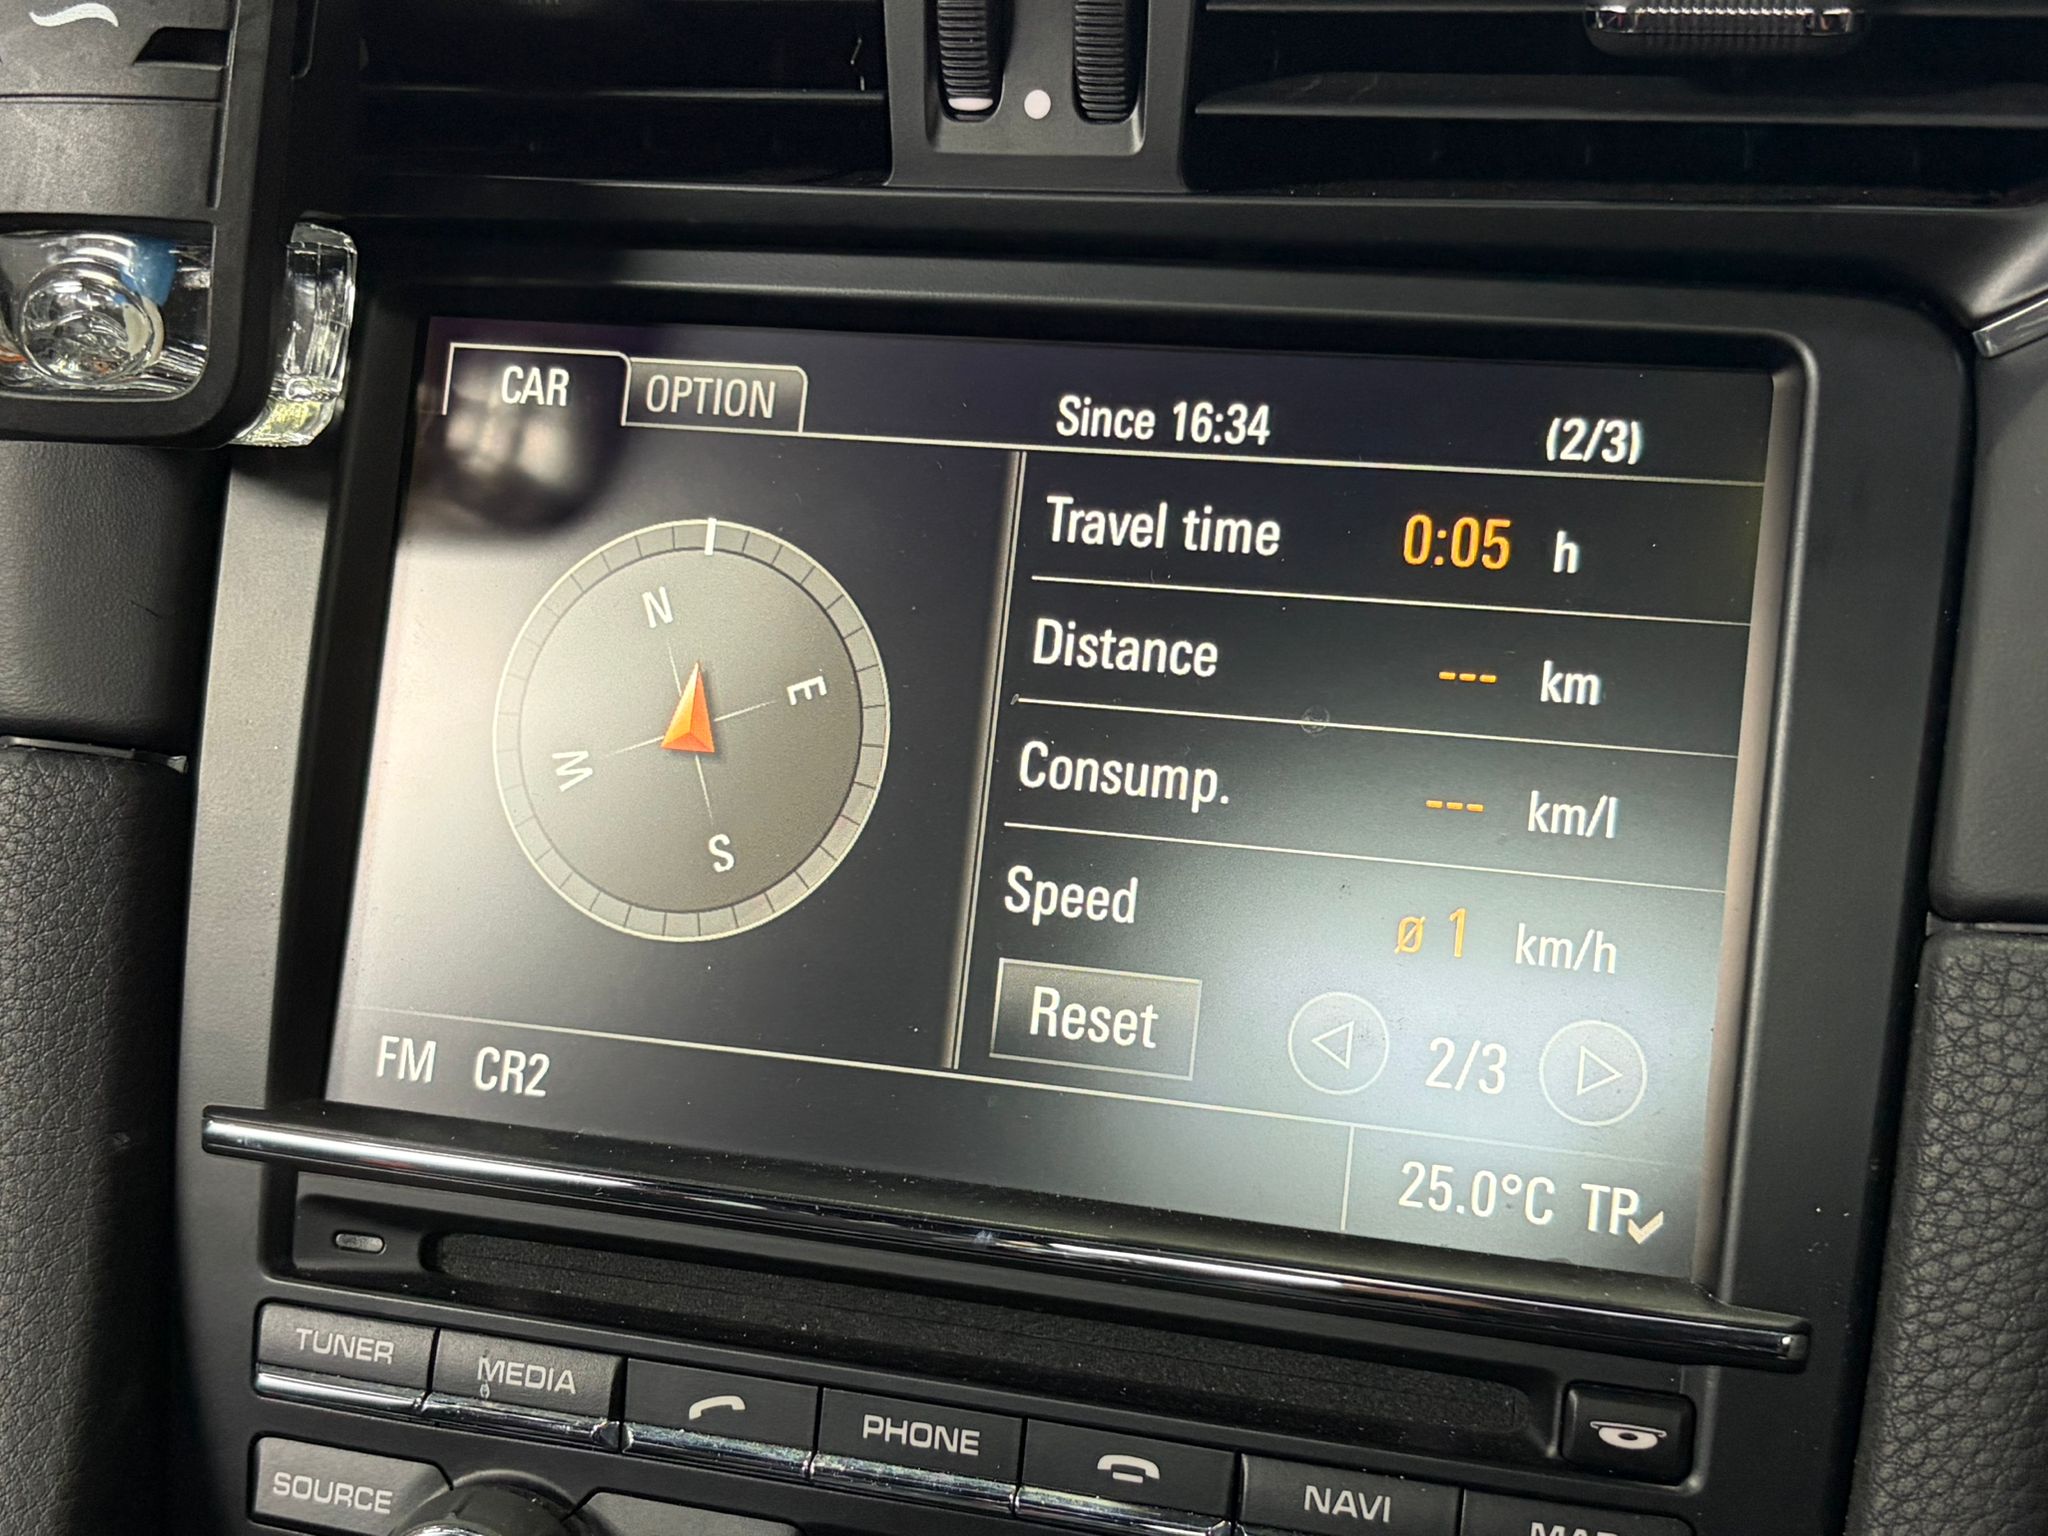 CAR
OPTION
Since 16:34
(2/3)
Travel time 0:05 h
Distance --- km
Consump. --- km/l
Speed ø 1 km/h
N
E
W
S
Reset
2/3
FM CR2
25.0°C TP
TUNER
MEDIA
PHONE
NAVI
SOURCE